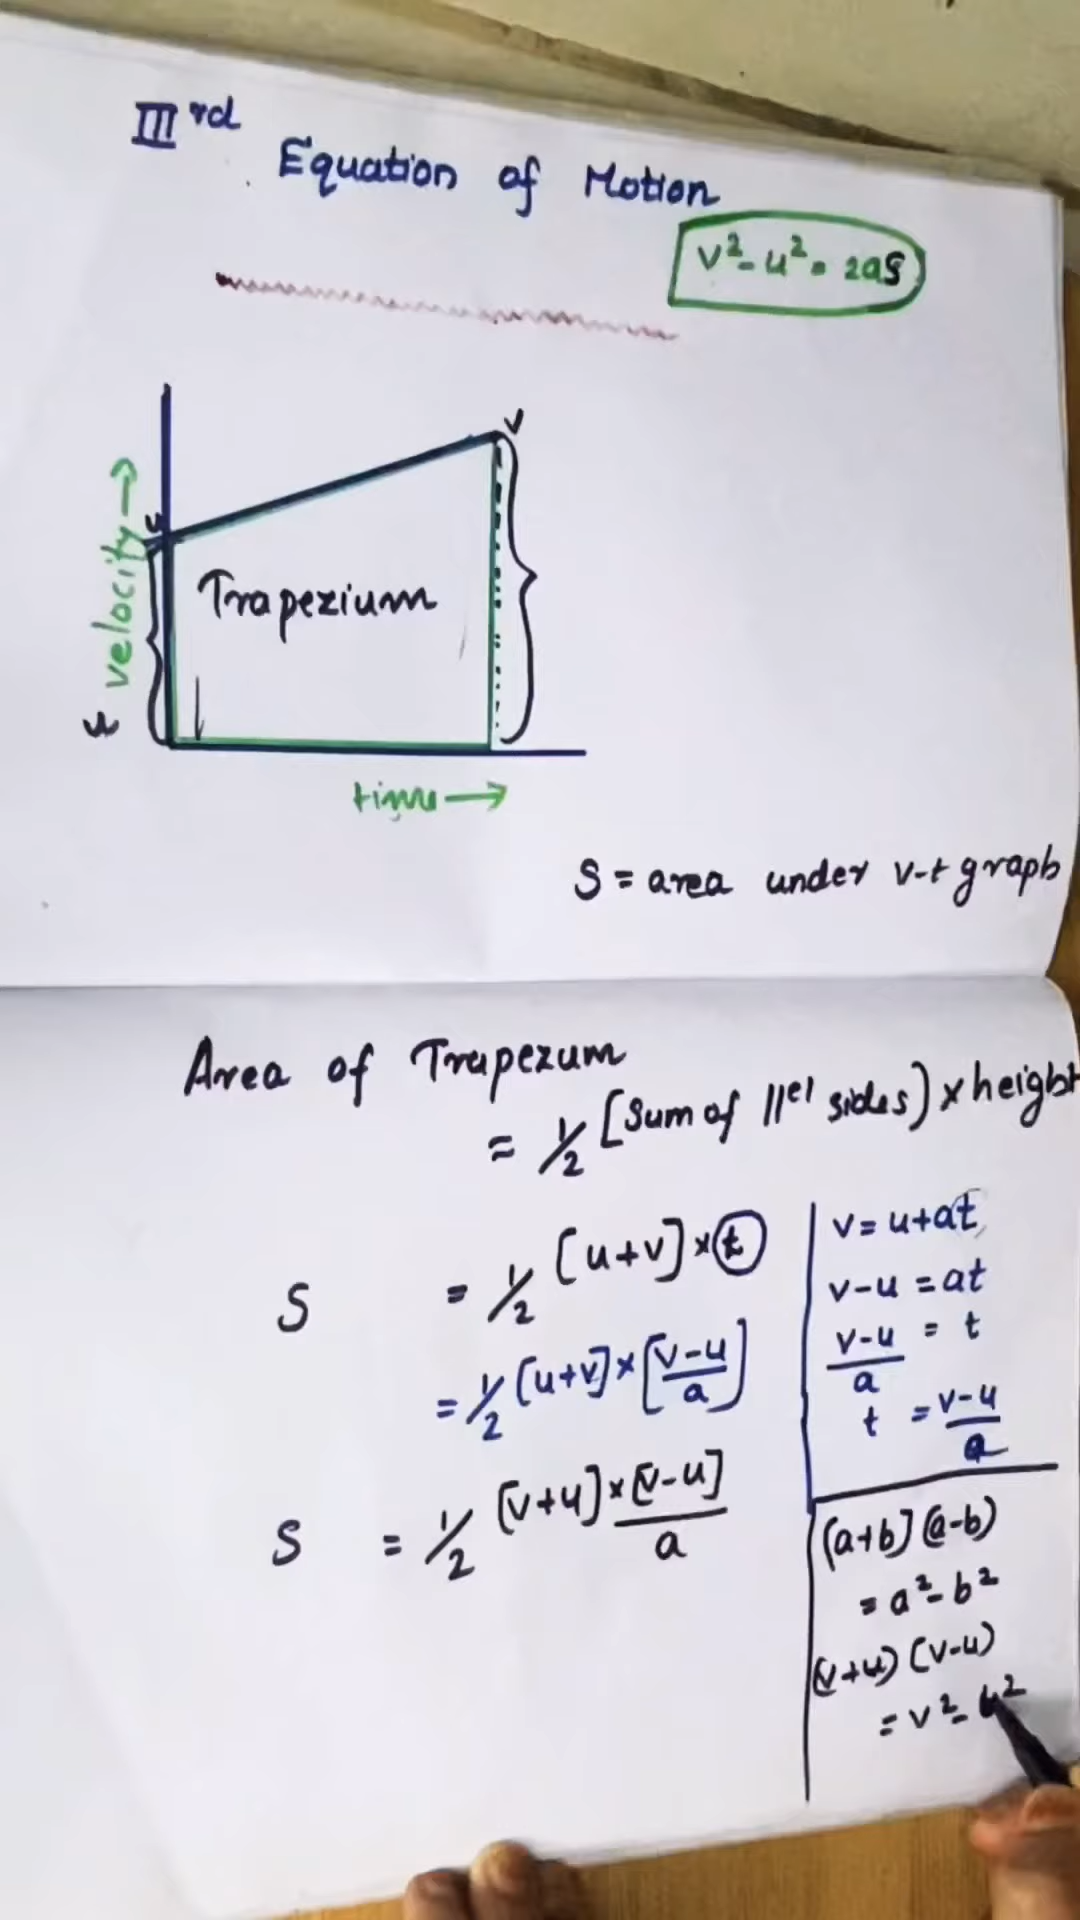 IIIrd
Equation of Motion
v² - u² = 2as
v
u
velocity →
Trapezium
u
time →
S = area under v-t graph
Area of Trapezum
= 1/2 [Sum of ||el sides) × height
S = 1/2 [u+v] × t
= 1/2 [u+v] × [v-u/a]
S = 1/2 [v+u] × [v-u]/a
v = u+at
v-u = at
v-u/a = t
t = v-u/a
(a+b] (a-b)
= a² - b²
(v+u) (v-u)
= v² - u²